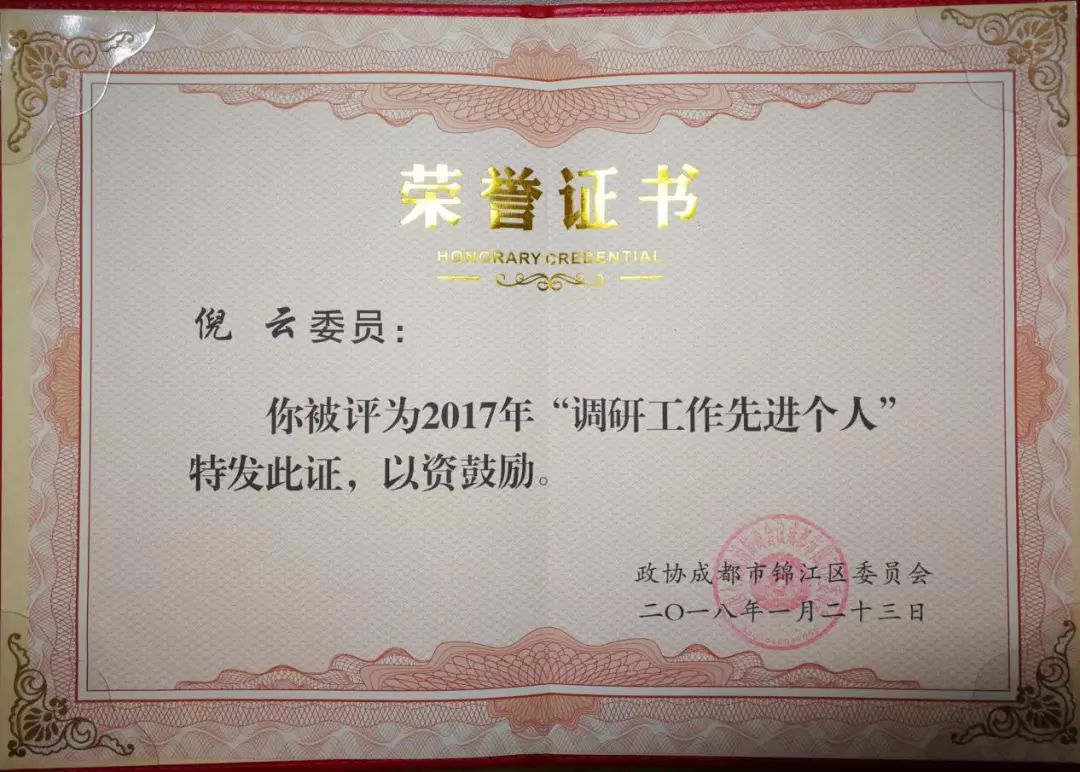 荣誉证书
HONORARY CREDENTIAL
倪 云委员：
你被评为2017年“调研工作先进个人”
特发此证，以资鼓励。
政协成都市锦江区委员会
二〇一八年一月二十三日